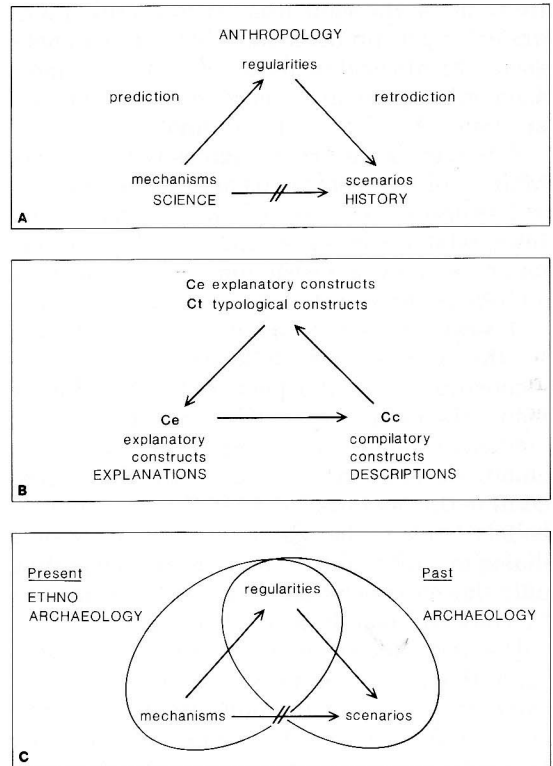 ANTHROPOLOGY
regularities
prediction
retrodiction
mechanisms
SCIENCE
scenarios
HISTORY
A
Ce explanatory constructs
Ct typological constructs
Ce
explanatory
constructs
EXPLANATIONS
Cc
compilatory
constructs
DESCRIPTIONS
B
Present
ETHNO
ARCHAEOLOGY
regularities
Past
ARCHAEOLOGY
mechanisms
scenarios
C